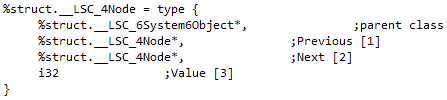 %struct.__LSC_4Node = type {
%struct.__LSC_6System6Object*, ;parent class
%struct.__LSC_4Node*, ;Previous [1]
%struct.__LSC_4Node*, ;Next [2]
i32 ;Value [3]
}